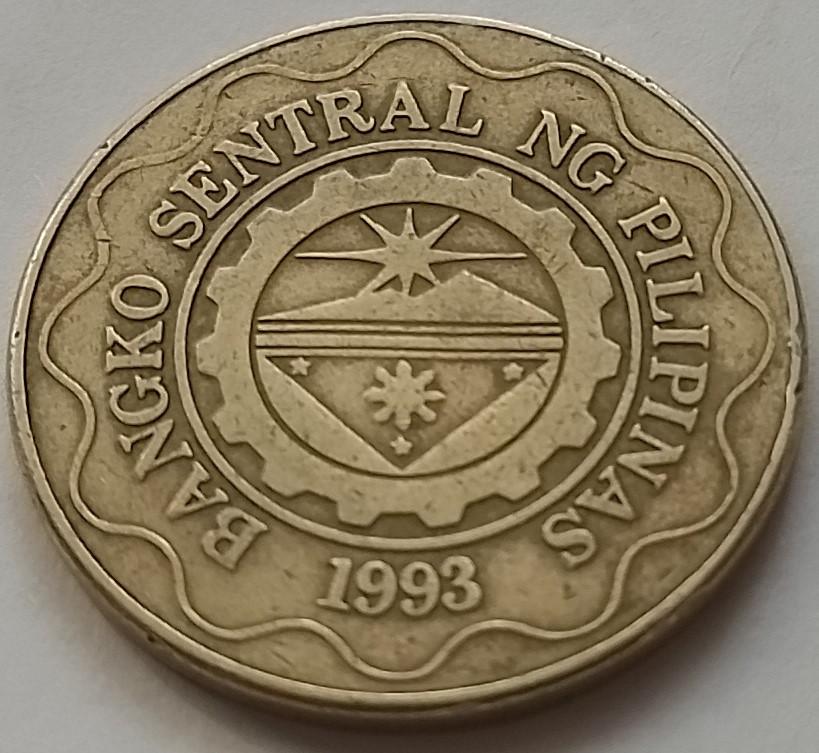 BANGKO SENTRAL NG PILIPINAS
1993